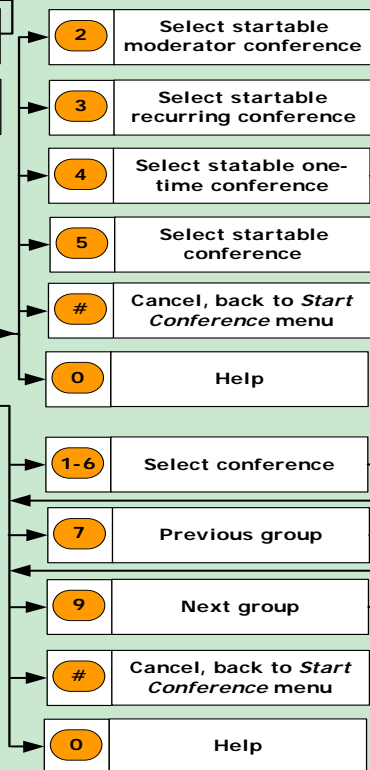 2
Select startable
moderator conference
3
Select startable
recurring conference
4
Select statable one-
time conference
5
Select startable
conference
#
Cancel, back to Start
Conference menu
0
Help
1-6
Select conference
7
Previous group
9
Next group
#
Cancel, back to Start
Conference menu
0
Help